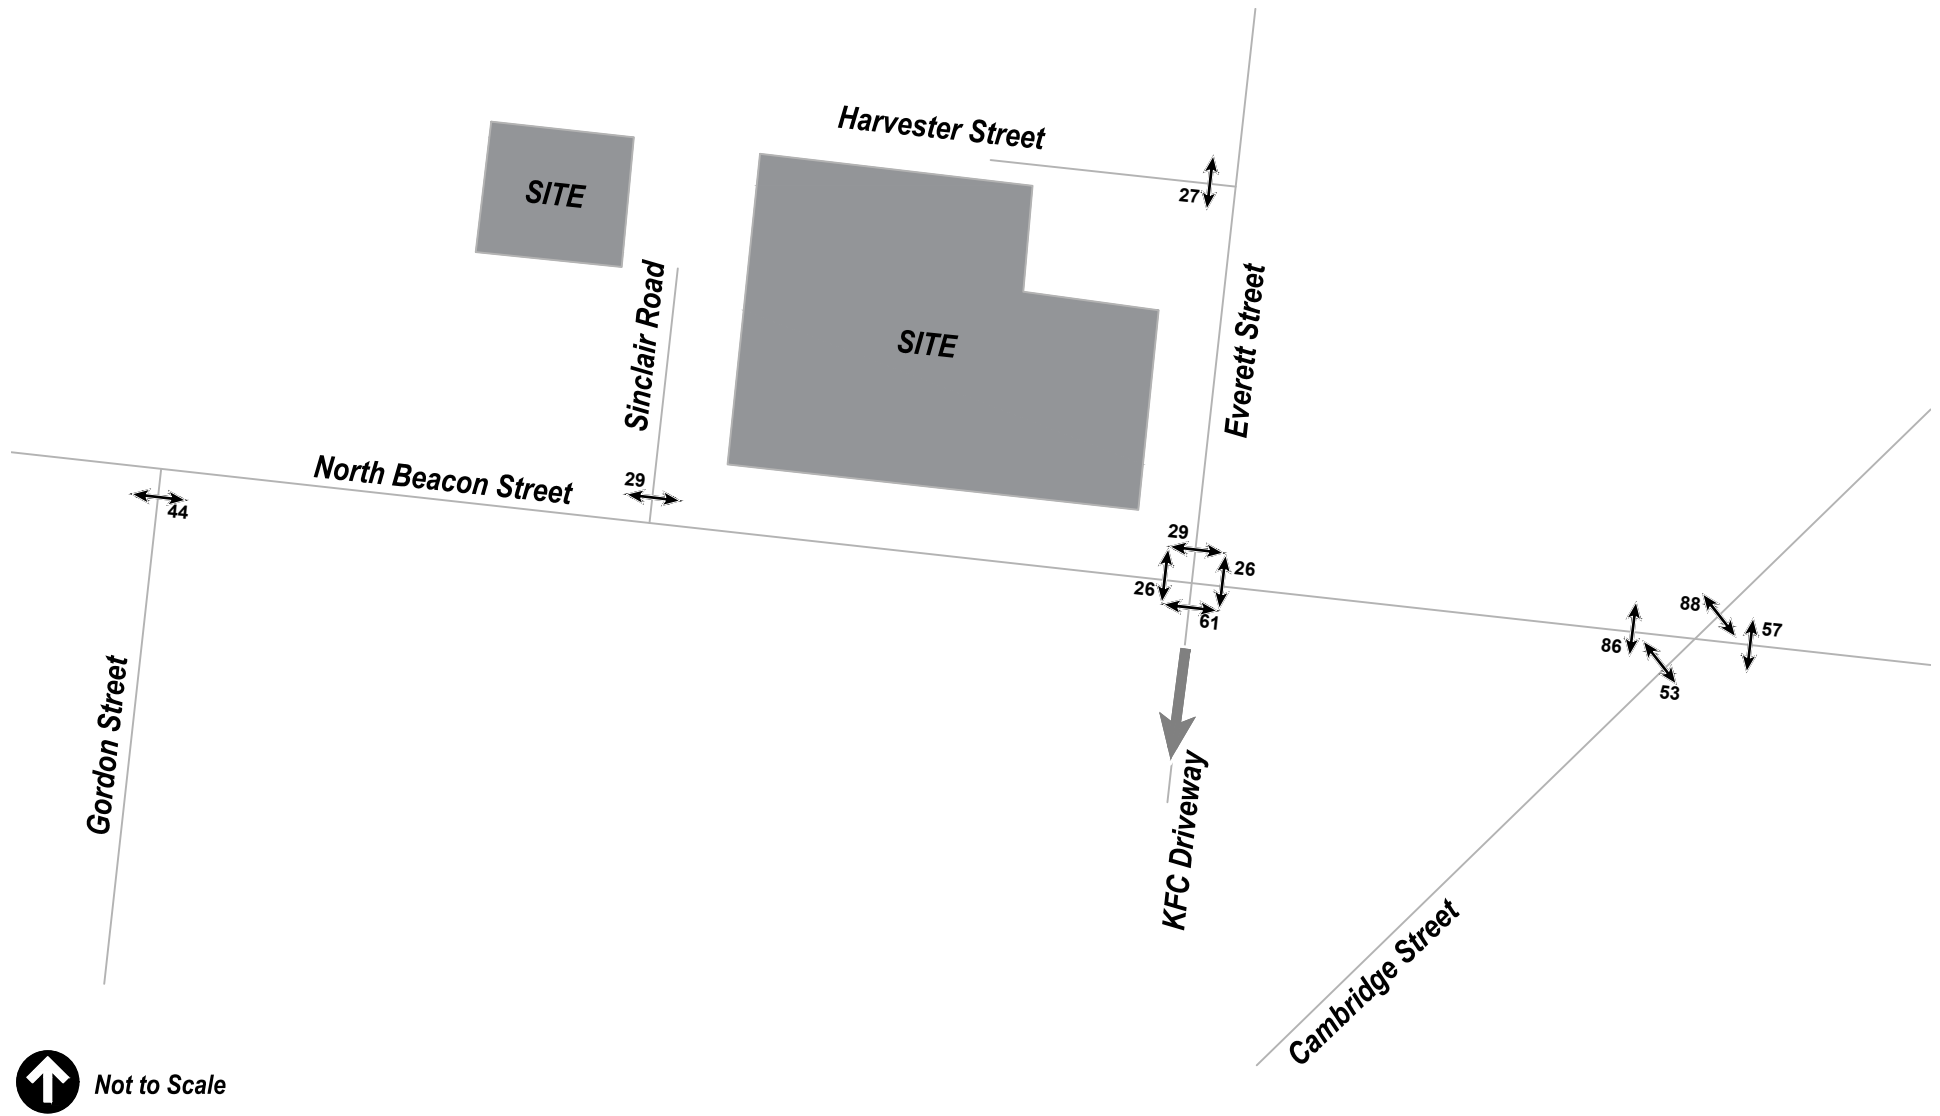 Harvester Street
SITE
27
Sinclair Road
Everett Street
SITE
North Beacon Street
29
44
29
26
26
61
88
57
86
53
Gordon Street
KFC Driveway
Cambridge Street
Not to Scale